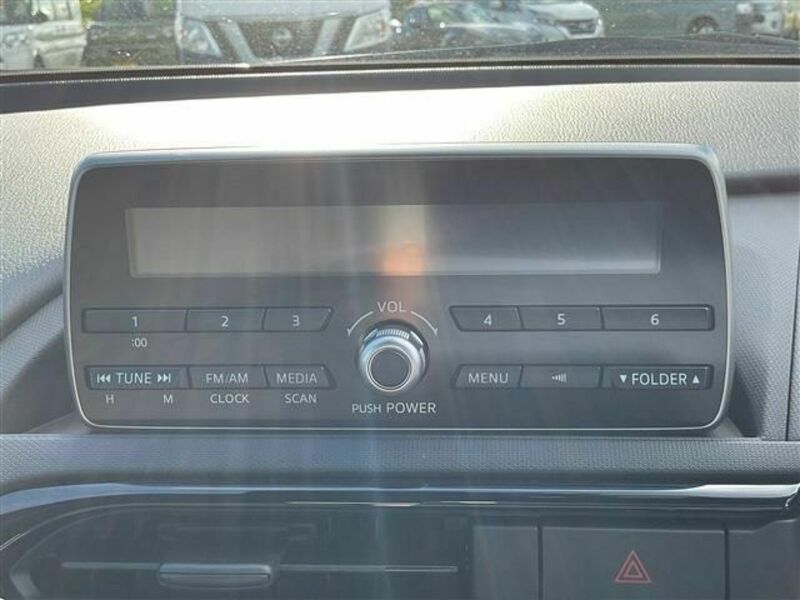 VOL
1 2 3 4 5 6
:00
⏮ TUNE ⏭ FM/AM MEDIA MENU ▼ FOLDER ▲
H M CLOCK SCAN
PUSH POWER